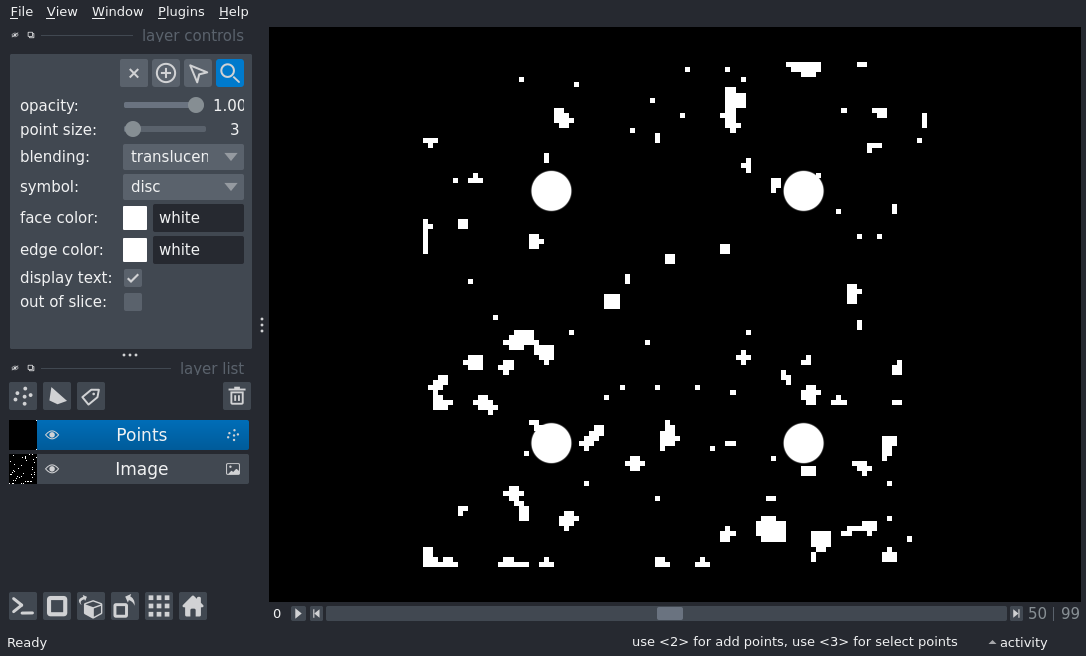 File View Window Plugins Help
layer controls
opacity: 1.00
point size: 3
blending: translucen
symbol: disc
face color: white
edge color: white
display text:
out of slice:
layer list
Points
Image
0 50 99
Ready use <2> for add points, use <3> for select points activity